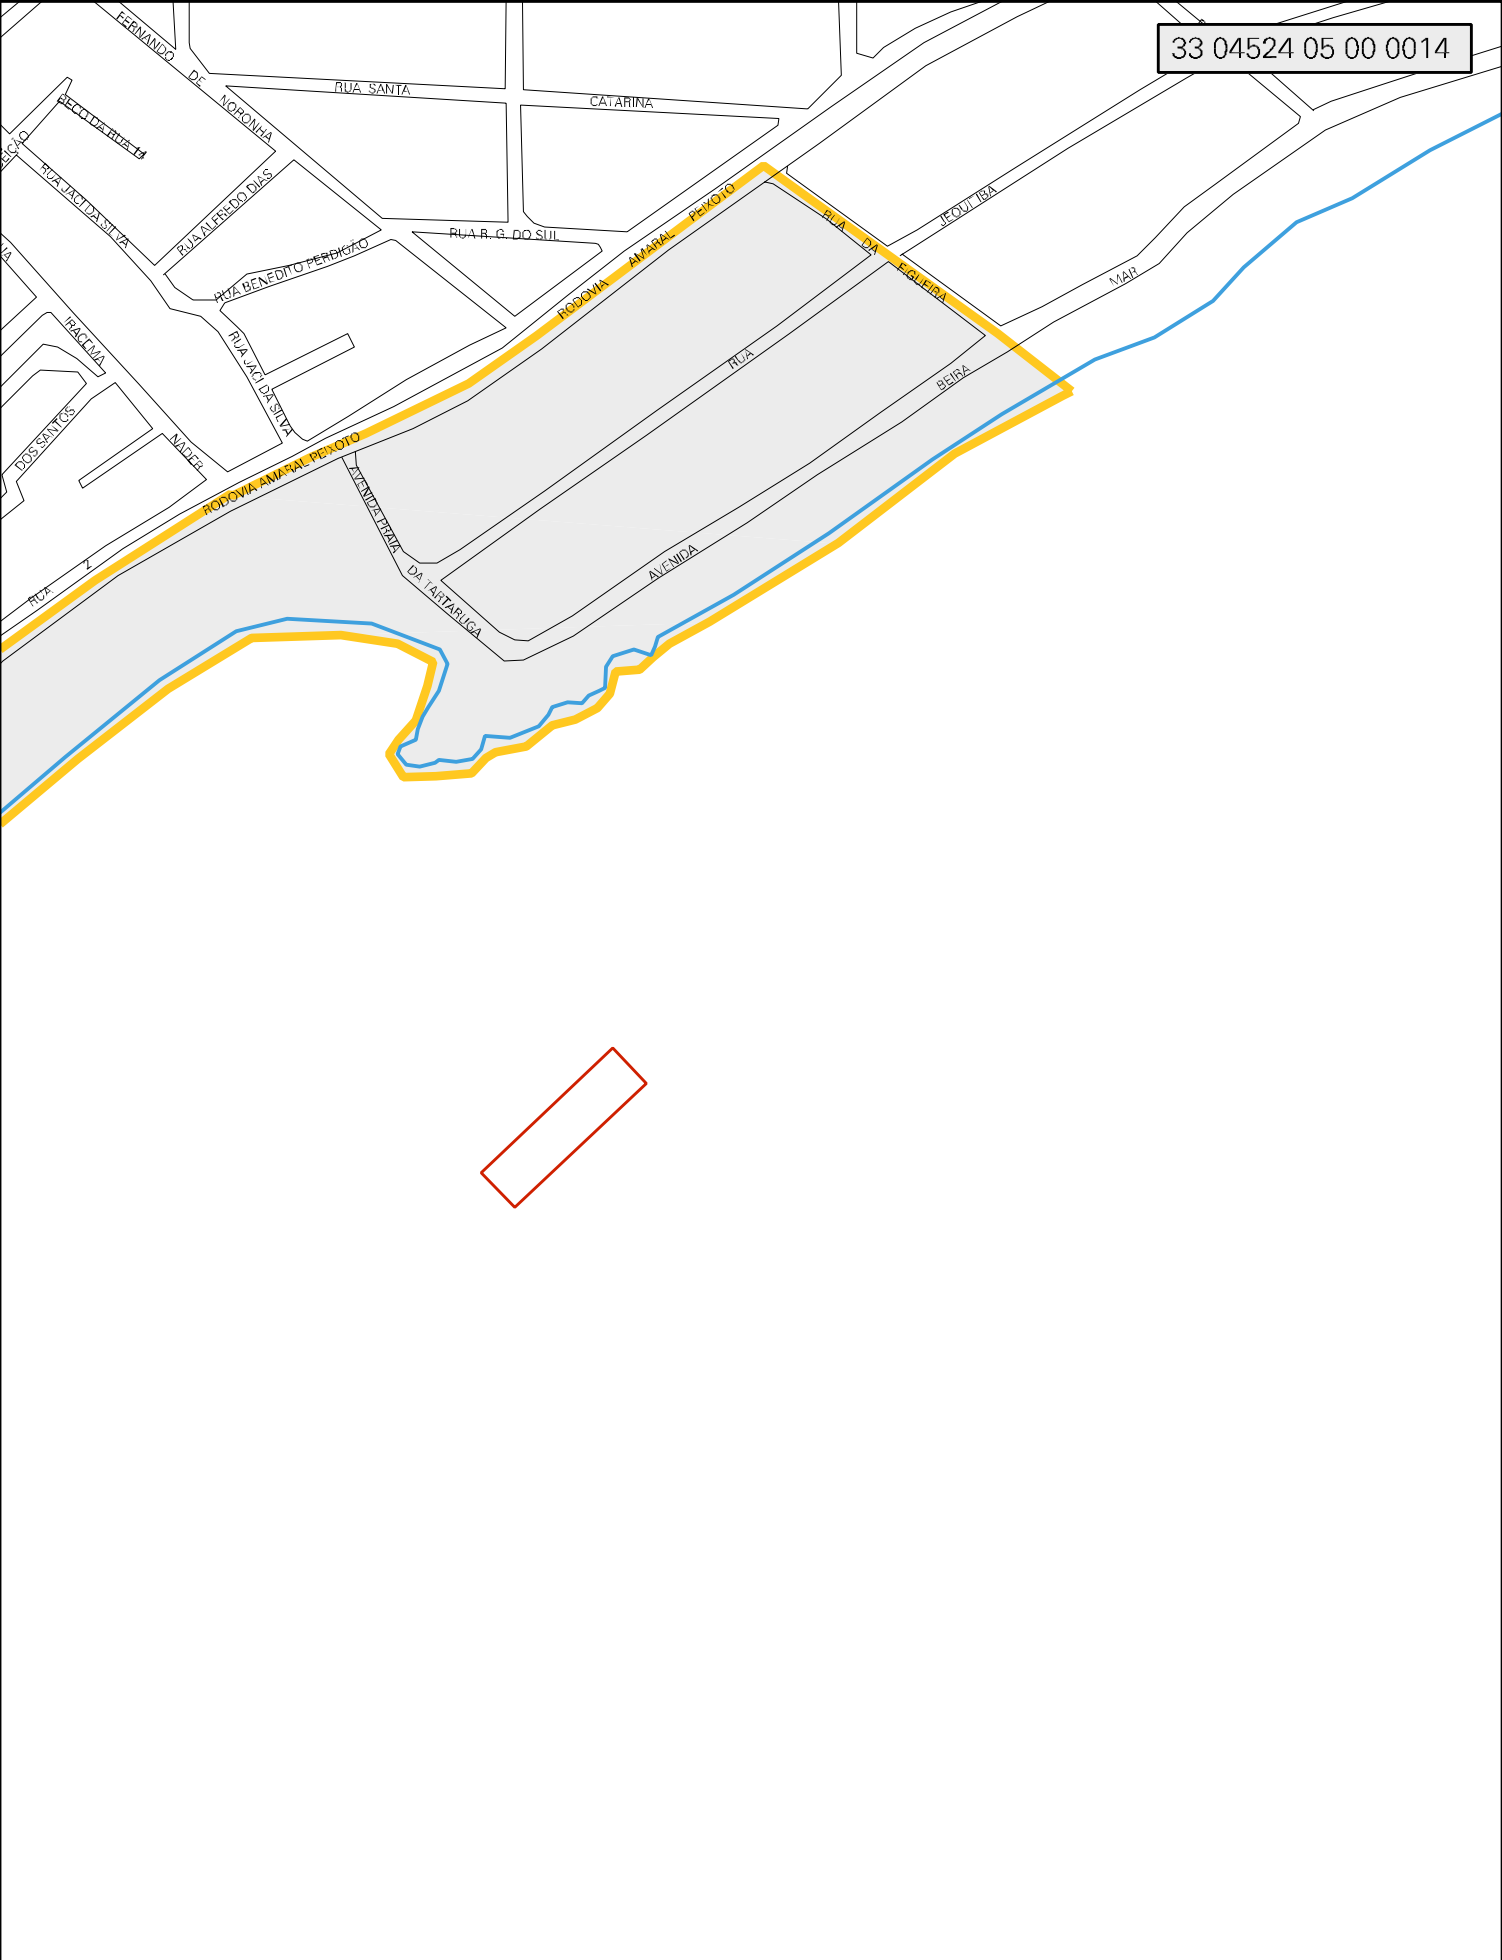 33 04524 05 00 0014
FERNANDO DE NORONHA
RUA SANTA CATARINA
BECO DA RUA 14
RUA JACI DA SILVA
RUA ALFREDO DIAS
RUA BENEDITO PERDIGÃO
RUA R. G. DO SUL
RODOVIA AMARAL PEIXOTO
RUA DA FIGUEIRA
JEQUITIBA
MAR
IRACEMA
RUA JACI DA SILVA
RUA
BEIRA
DOS SANTOS
NADER
RODOVIA AMARAL PEIXOTO
AVENIDA PRAIA
DA TARTARUGA
AVENIDA
RUA 2